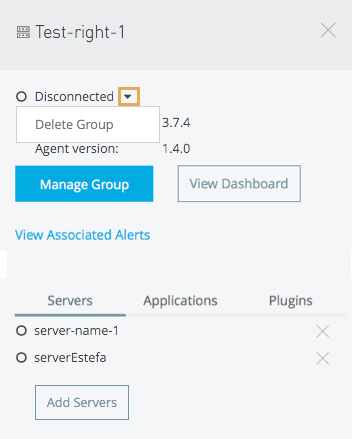 Test-right-1
Disconnected
Delete Group
3.7.4
Agent version: 1.4.0
Manage Group View Dashboard
View Associated Alerts
Servers Applications Plugins
server-name-1
serverEstefa
Add Servers